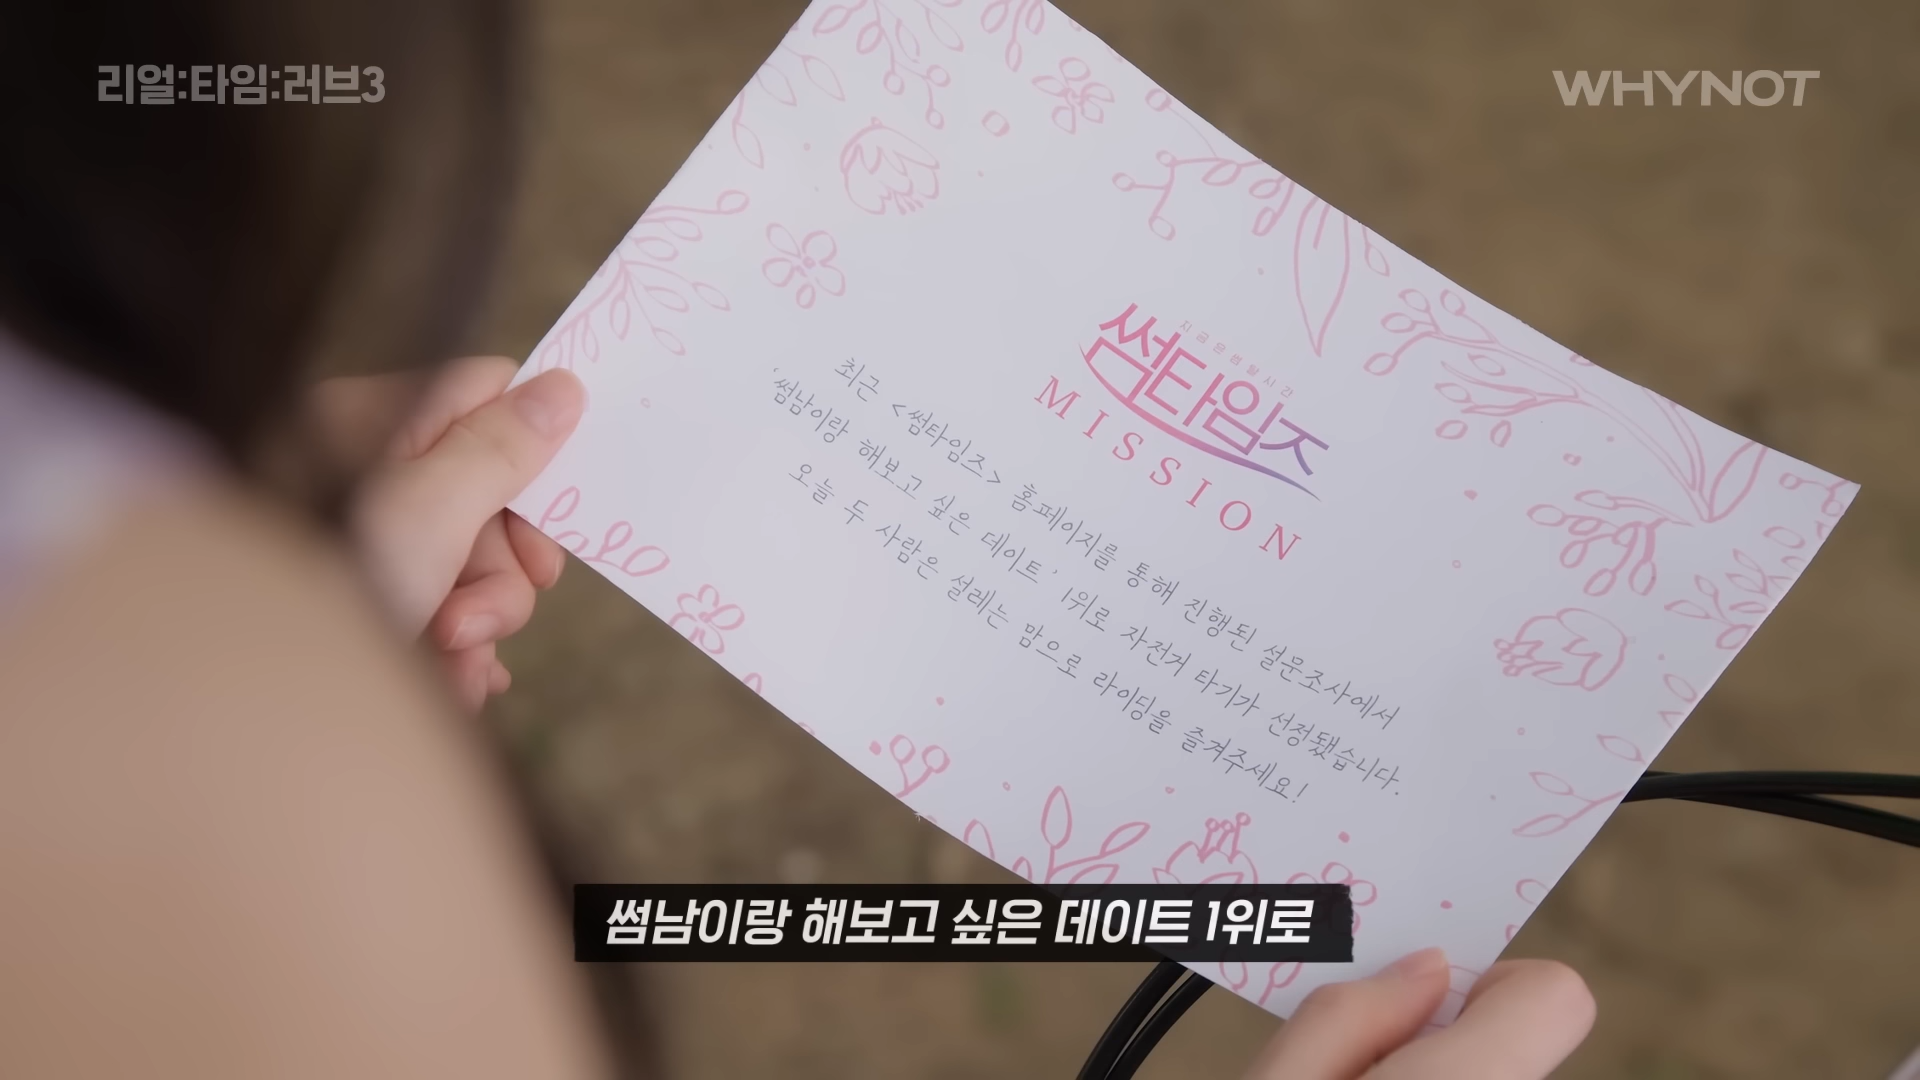 리얼:타임:러브3
WHYNOT
지금은썸탈시간
썸타임즈
MISSION
최근 <썸타임즈> 홈페이지를 통해 진행된 설문조사에서
'썸남이랑 해보고 싶은 데이트' 1위로 자전거 타기가 선정됐습니다.
오늘 두 사람은 설레는 맘으로 라이딩을 즐겨주세요!
썸남이랑 해보고 싶은 데이트 1위로